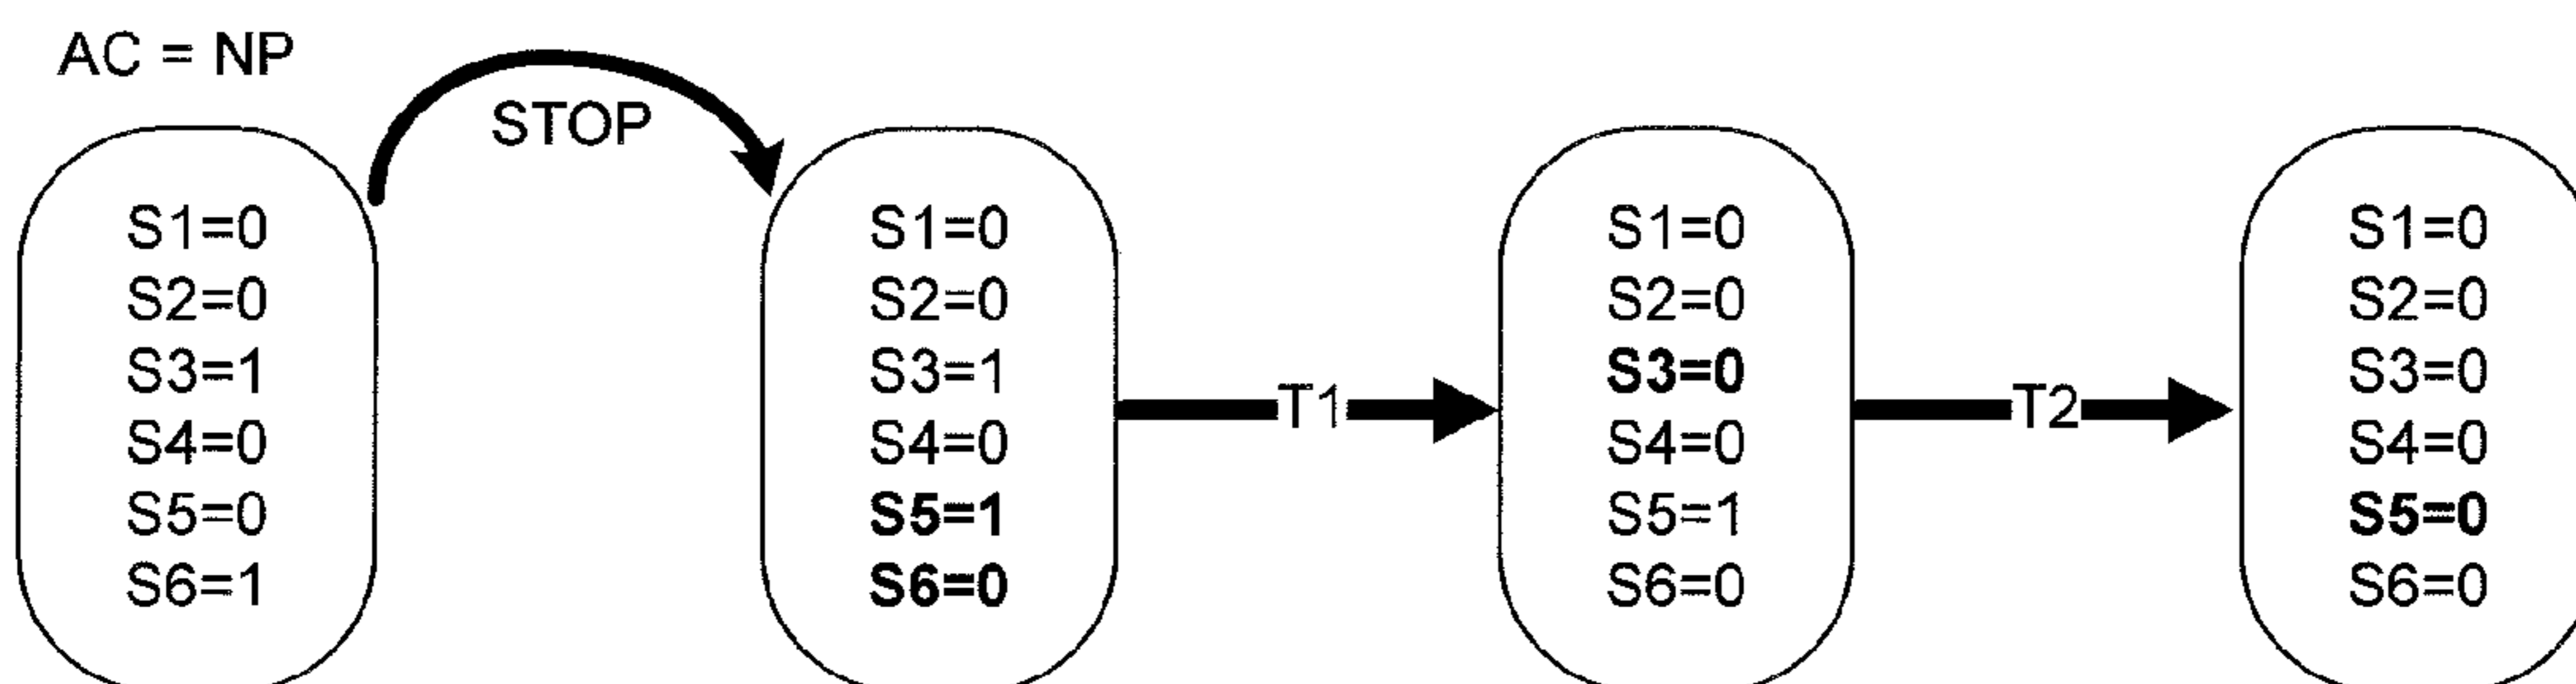 AC = NP
STOP
S1=0
S2=0
S3=1
S4=0
S5=0
S6=1
S1=0
S2=0
S3=1
S4=0
S5=1
S6=0
T1
S1=0
S2=0
S3=0
S4=0
S5=1
S6=0
T2
S1=0
S2=0
S3=0
S4=0
S5=0
S6=0